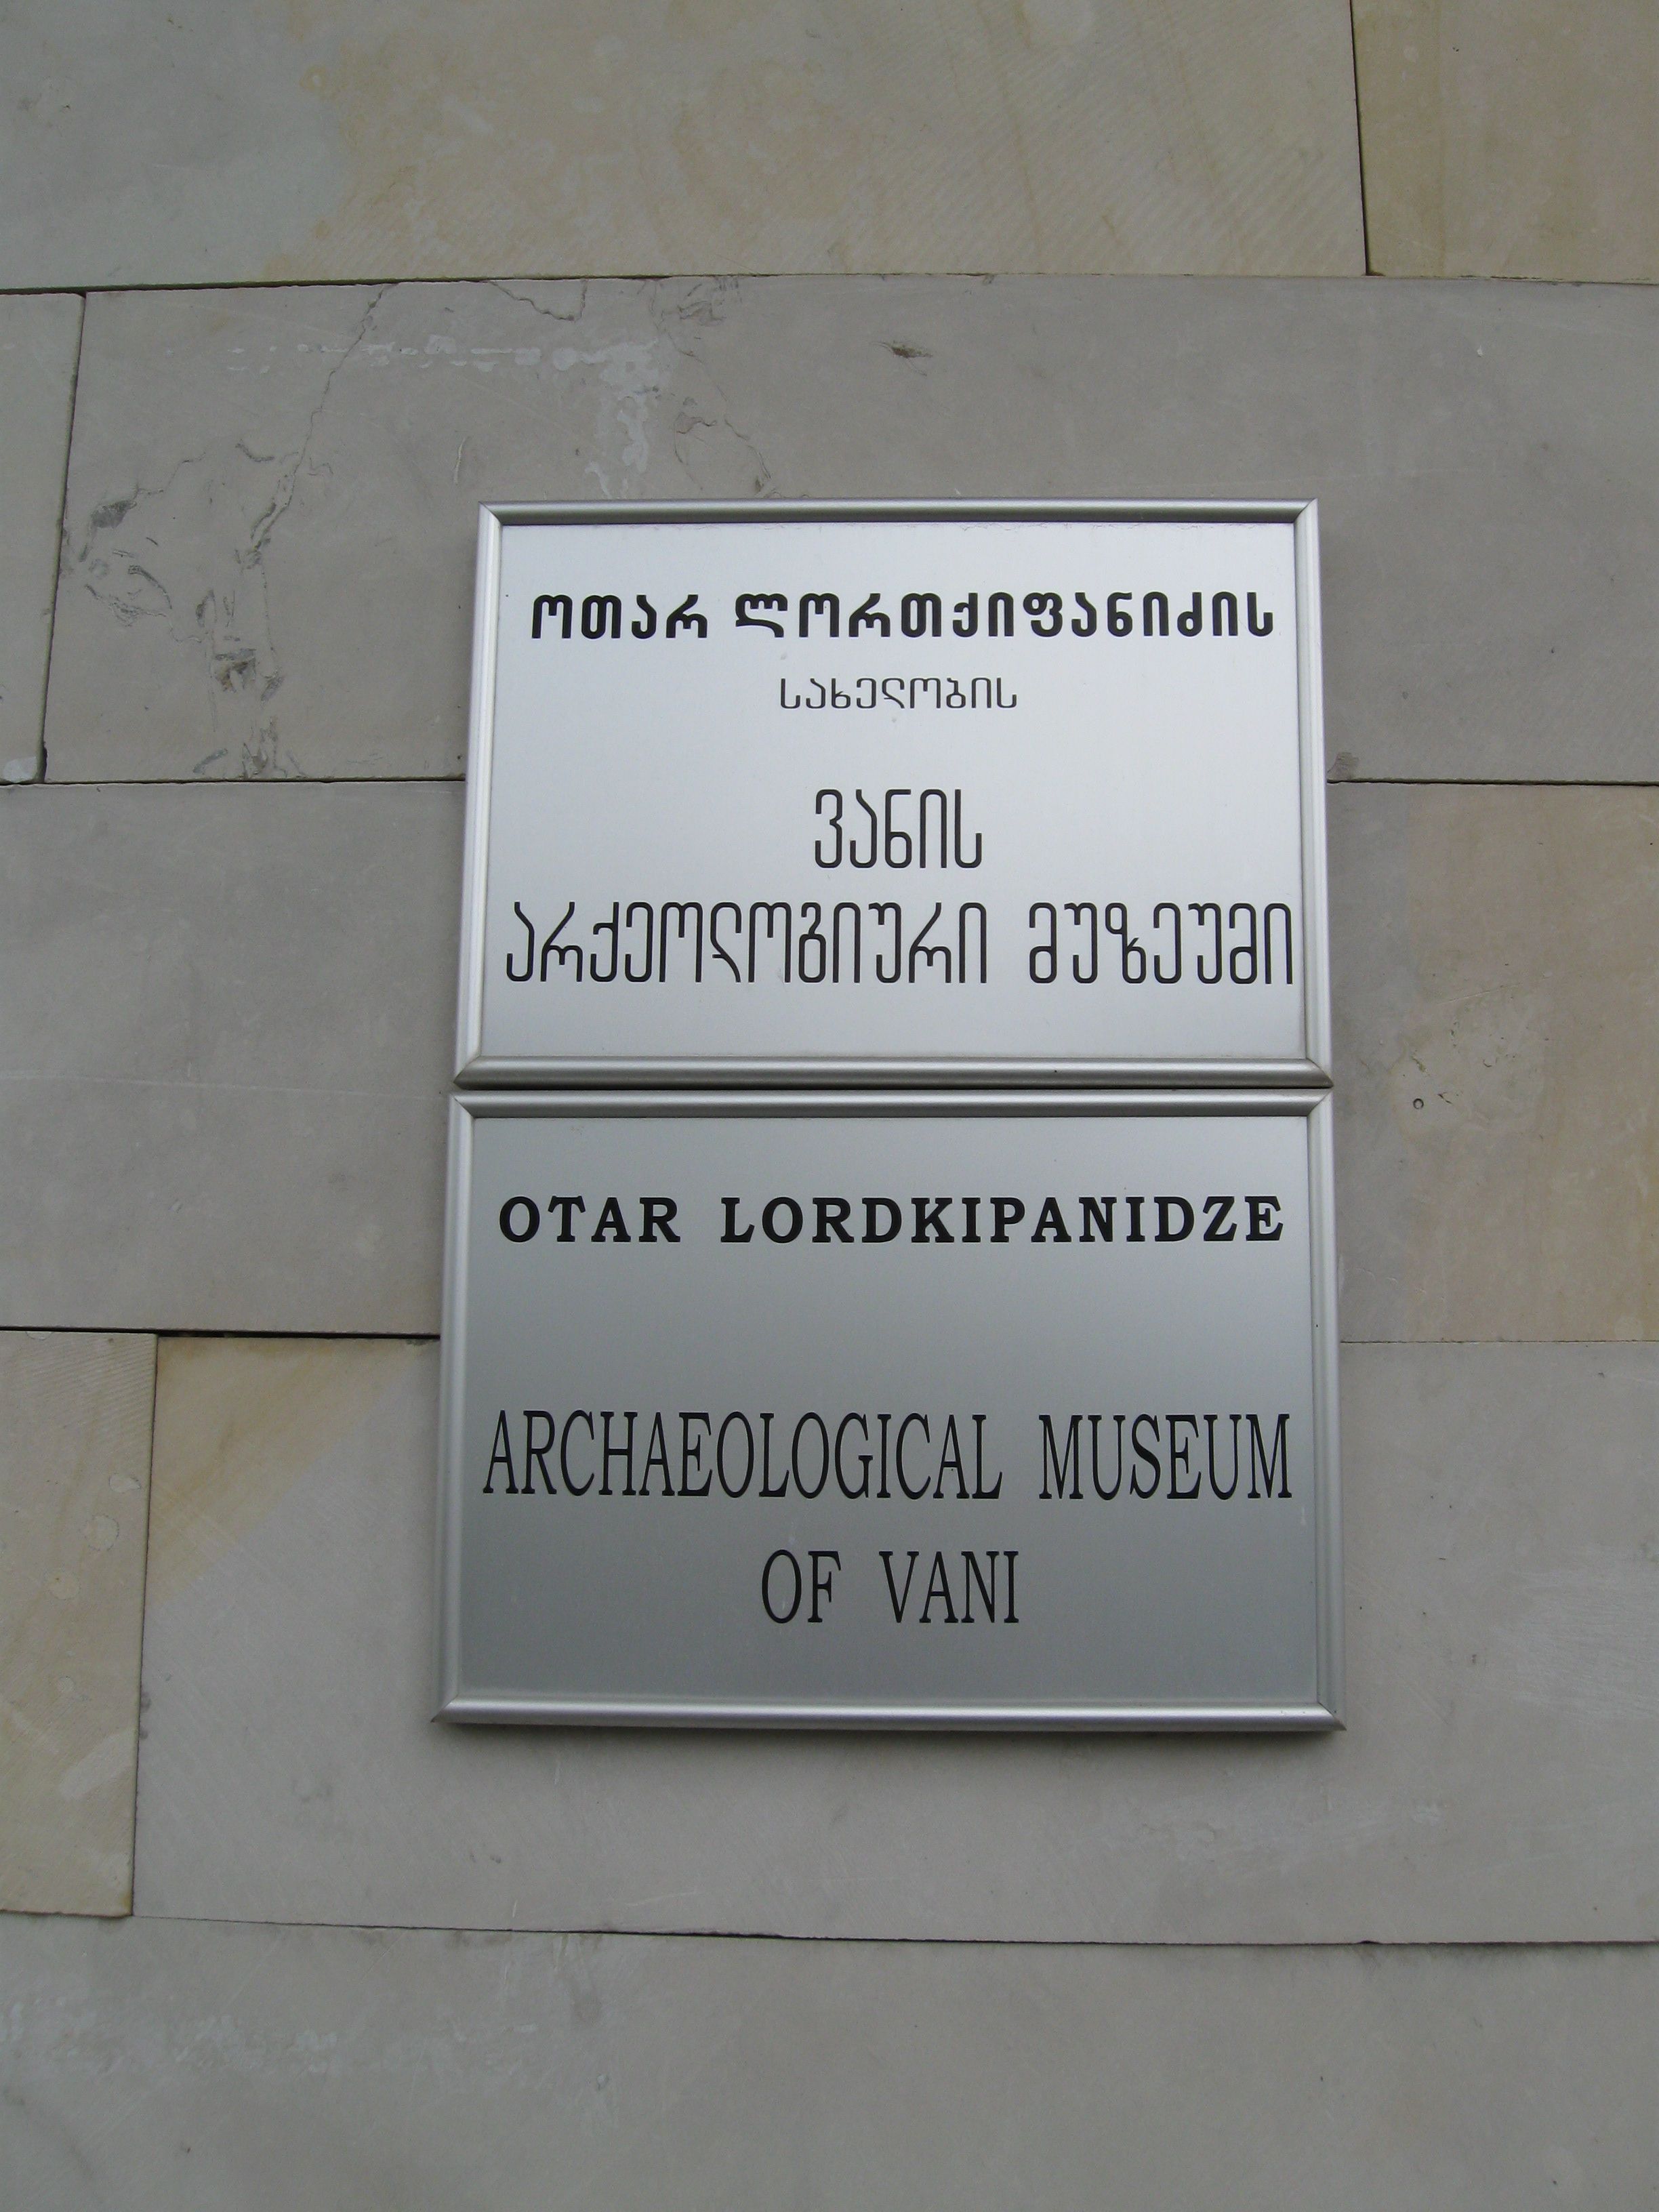 ოთარ ლორთქიფანიძის
სახელობის
ვანის
არქეოლოგიური მუზეუმი
OTAR LORDKIPANIDZE
ARCHAEOLOGICAL MUSEUM
OF VANI